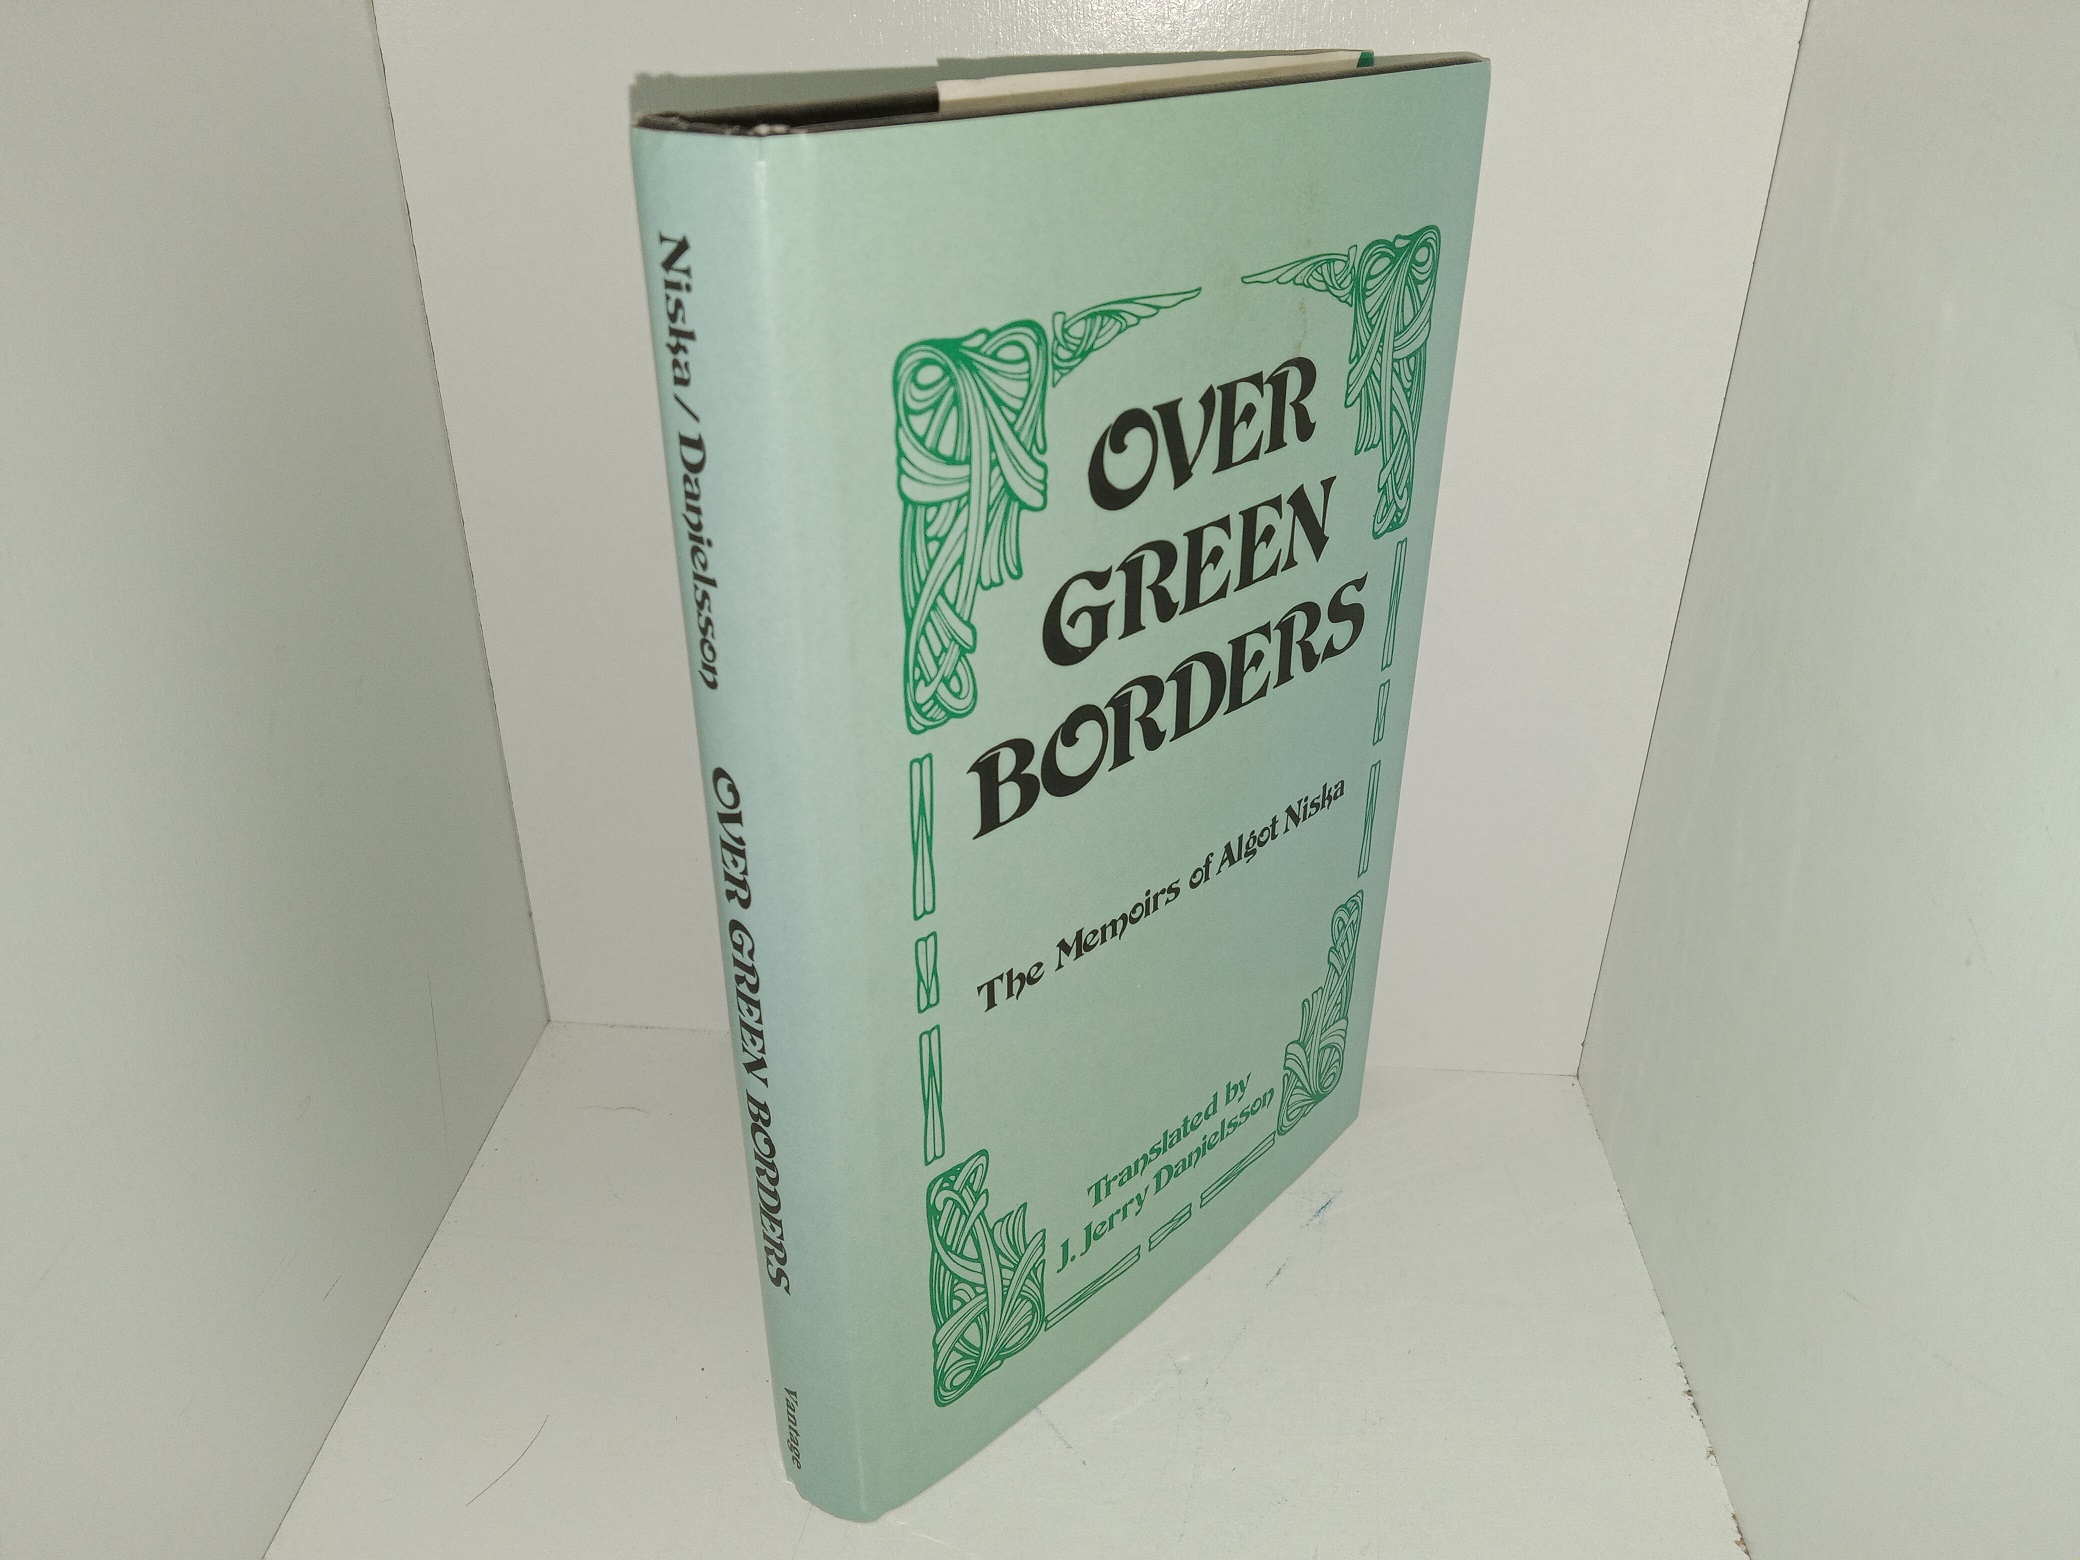 Niska / Danielsson OVER GREEN BORDERS Vantage
OVER
GREEN
BORDERS
The Memoirs of Algot Niska
Translated by
J. Jerry Danielsson